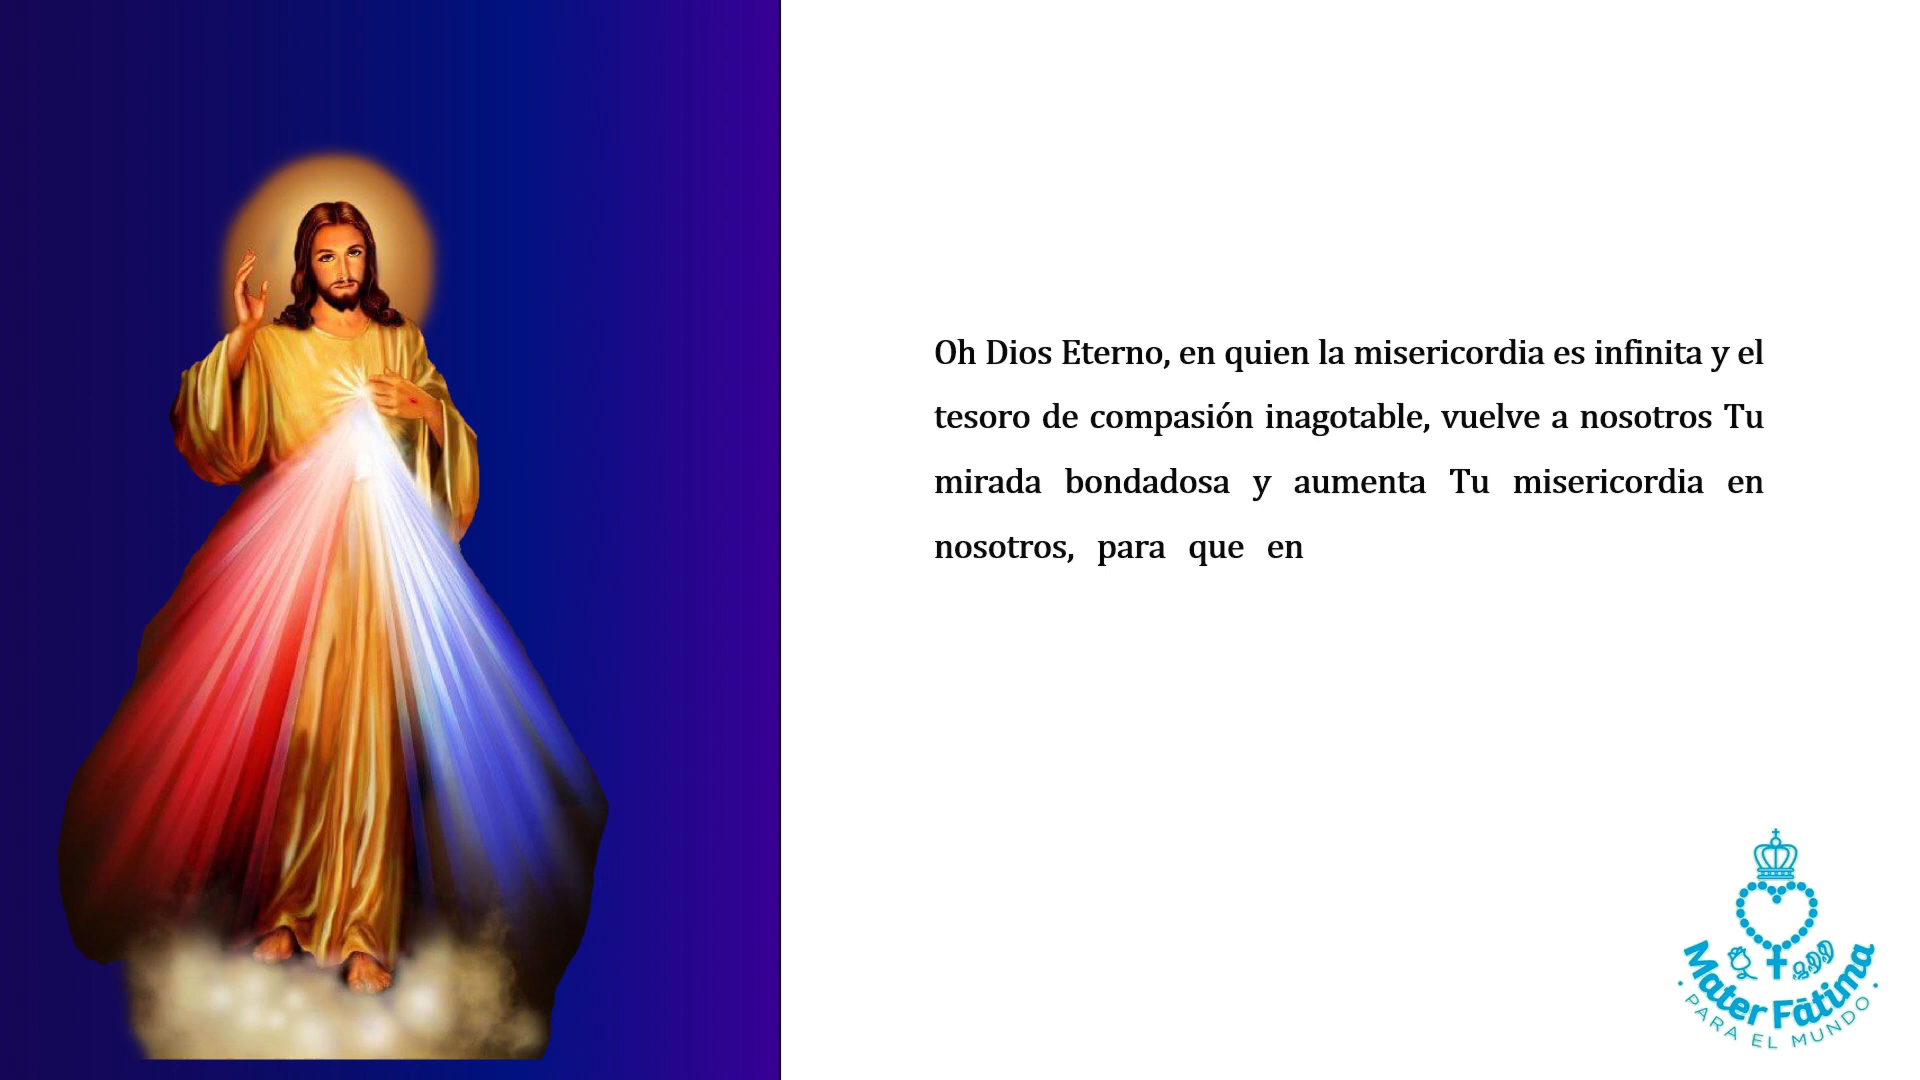 Oh Dios Eterno, en quien la misericordia es infinita y el
tesoro de compasión inagotable, vuelve a nosotros Tu
mirada bondadosa y aumenta Tu misericordia en
nosotros, para que en
Mater Fātima
· PARA EL MUNDO ·